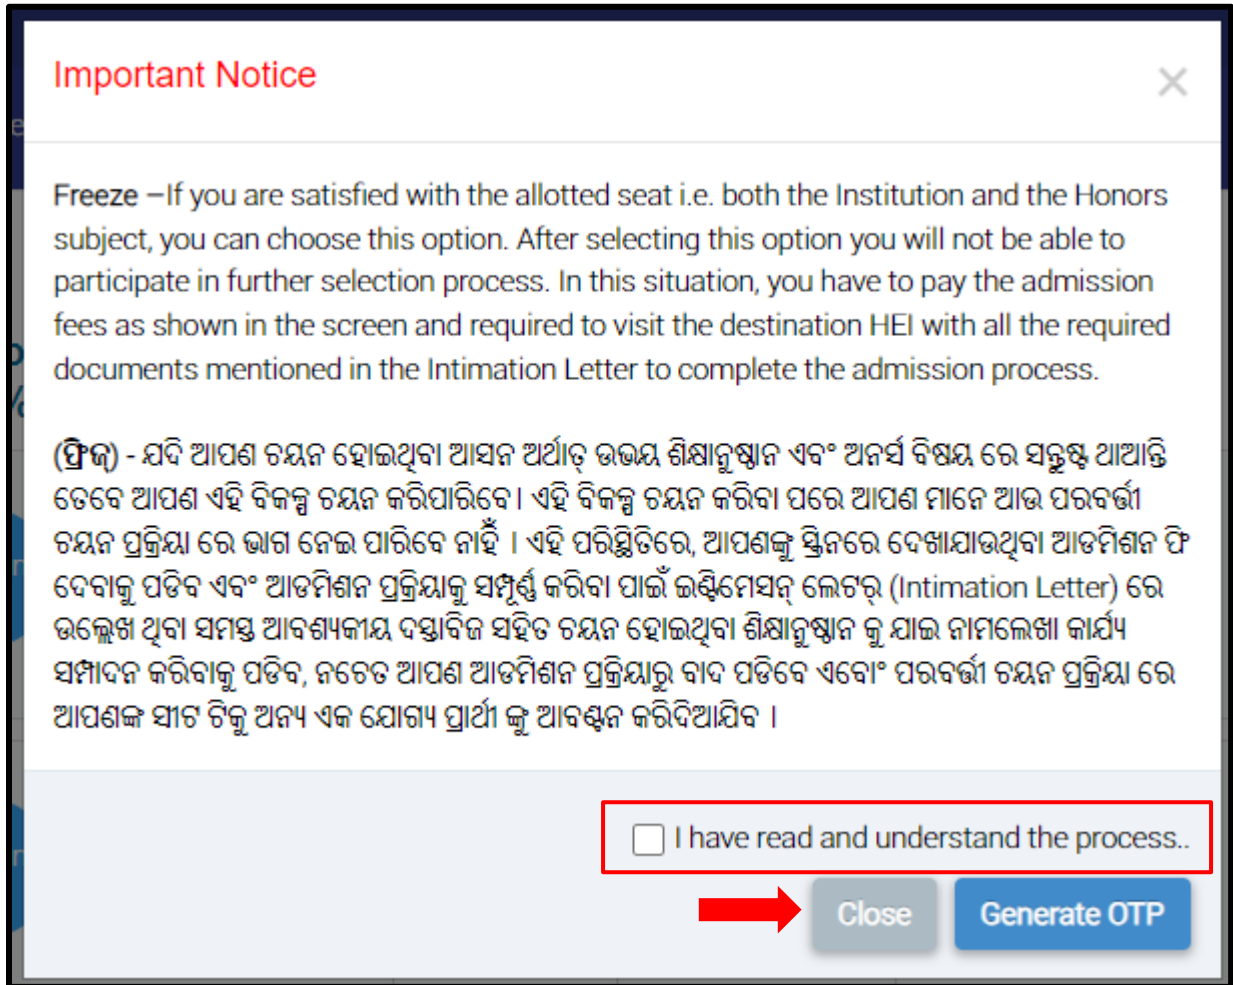 Important Notice
Freeze –If you are satisfied with the allotted seat i.e. both the Institution and the Honors
subject, you can choose this option. After selecting this option you will not be able to
participate in further selection process. In this situation, you have to pay the admission
fees as shown in the screen and required to visit the destination HEI with all the required
documents mentioned in the Intimation Letter to complete the admission process.
(ଫ୍ରିଜ୍) - ଯଦି ଆପଣ ଚୟନ ହୋଇଥିବା ଆସନ ଅର୍ଥାତ୍ ଉଭୟ ଶିକ୍ଷାନୁଷ୍ଠାନ ଏବଂ ଅନର୍ସ ବିଷୟ ରେ ସନ୍ତୁଷ୍ଟ ଥାଆନ୍ତି
ତେବେ ଆପଣ ଏହି ବିକଳ୍ପ ଚୟନ କରିପାରିବେ। ଏହି ବିକଳ୍ପ ଚୟନ କରିବା ପରେ ଆପଣ ମାନେ ଆଉ ପରବର୍ତ୍ତୀ
ଚୟନ ପ୍ରକ୍ରିୟା ରେ ଭାଗ ନେଇ ପାରିବେ ନାହିଁ । ଏହି ପରିସ୍ଥିତିରେ, ଆପଣଙ୍କୁ ସ୍କ୍ରିନରେ ଦେଖାଯାଉଥିବା ଆଡମିଶନ ଫି
ଦେବାକୁ ପଡିବ ଏବଂ ଆଡମିଶନ ପ୍ରକ୍ରିୟାକୁ ସମ୍ପୂର୍ଣ୍ଣ କରିବା ପାଇଁ ଇଣ୍ଟିମେସନ୍ ଲେଟର୍ (Intimation Letter) ରେ
ଉଲ୍ଲେଖ ଥିବା ସମସ୍ତ ଆବଶ୍ୟକୀୟ ଦସ୍ତାବିଜ ସହିତ ଚୟନ ହୋଇଥିବା ଶିକ୍ଷାନୁଷ୍ଠାନ କୁ ଯାଇ ନାମଲେଖା କାର୍ଯ୍ୟ
ସମ୍ପାଦନ କରିବାକୁ ପଡିବ, ନଚେତ ଆପଣ ଆଡମିଶନ ପ୍ରକ୍ରିୟାରୁ ବାଦ ପଡିବେ ଏବୋଂ ପରବର୍ତ୍ତୀ ଚୟନ ପ୍ରକ୍ରିୟା ରେ
ଆପଣଙ୍କ ସୀଟ ଟିକୁ ଅନ୍ୟ ଏକ ଯୋଗ୍ୟ ପ୍ରାର୍ଥୀ ଙ୍କୁ ଆବଣ୍ଟନ କରିଦିଆଯିବ ।
I have read and understand the process..
Close
Generate OTP